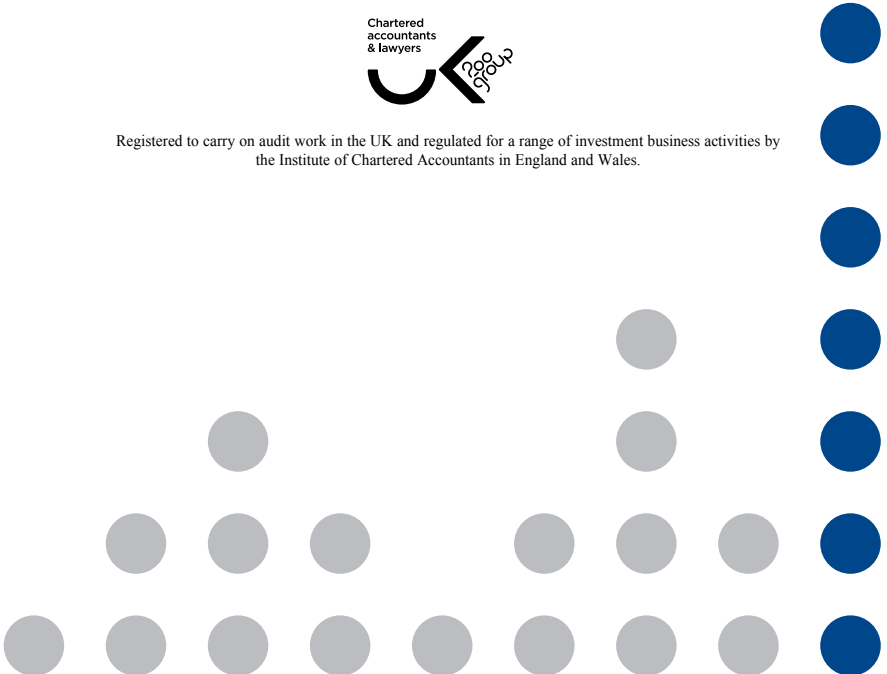 Chartered
accountants
& lawyers
UK
200
group
Registered to carry on audit work in the UK and regulated for a range of investment business activities by
the Institute of Chartered Accountants in England and Wales.